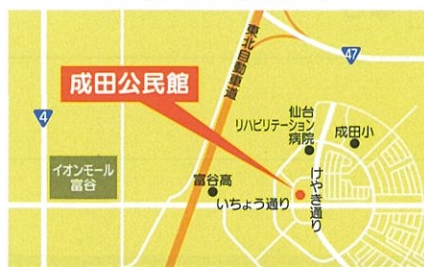 東北自動車道
47
成田公民館
4
仙台
リハビリテーション
病院
成田小
イオンモール
富谷
富谷高
いちょう通り
けやき通り